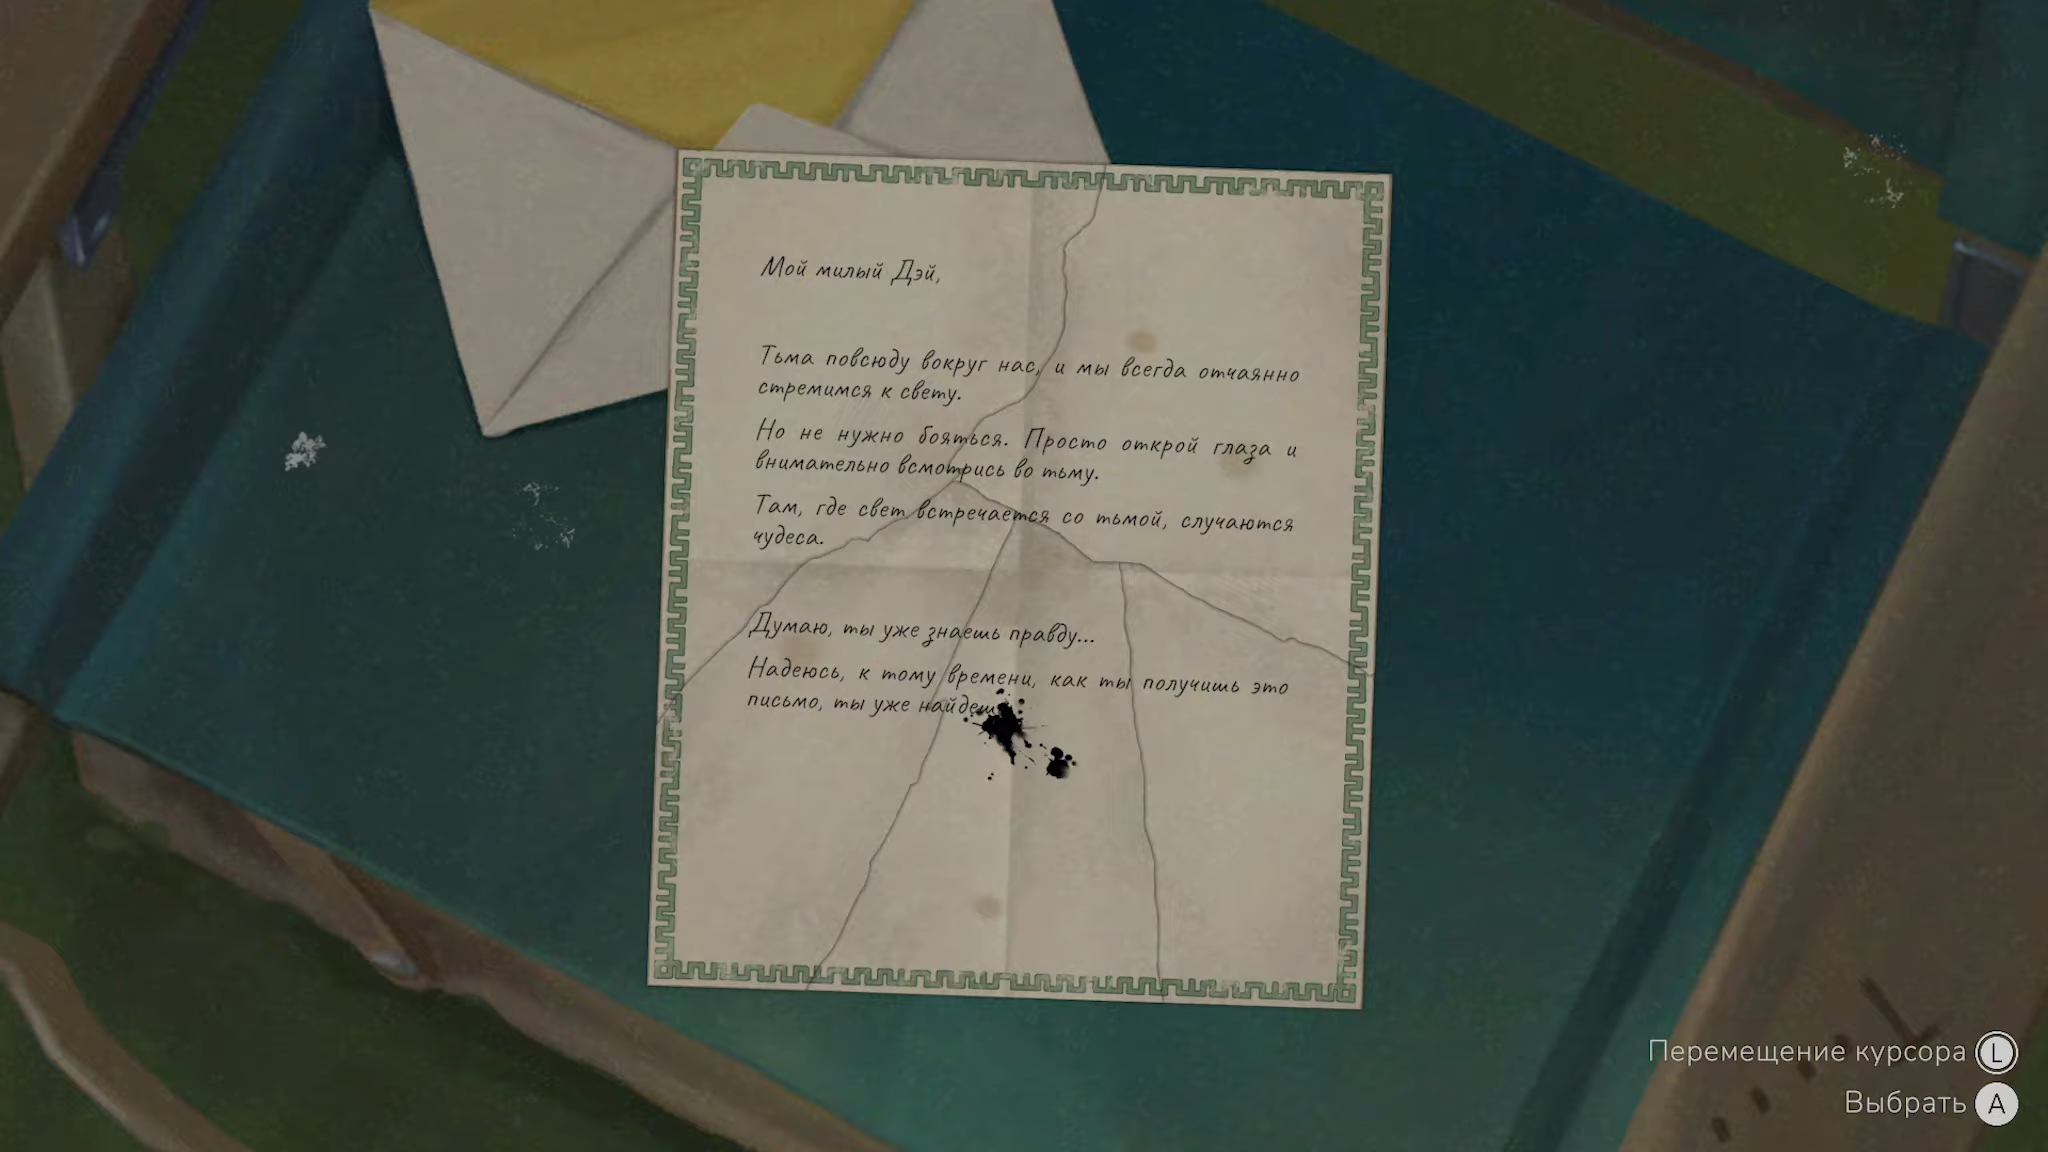 Мой милый Дэй,
Тьма повсюду вокруг нас, и мы всегда отчаянно
стремимся к свету.
Но не нужно бояться. Просто открой глаза и
внимательно всмотрись во тьму.
Там, где свет встречается со тьмой, случаются
чудеса.
Думаю, ты уже знаешь правду...
Надеюсь, к тому времени, как ты получишь это
письмо, ты уже
Перемещение курсора L
Выбрать A